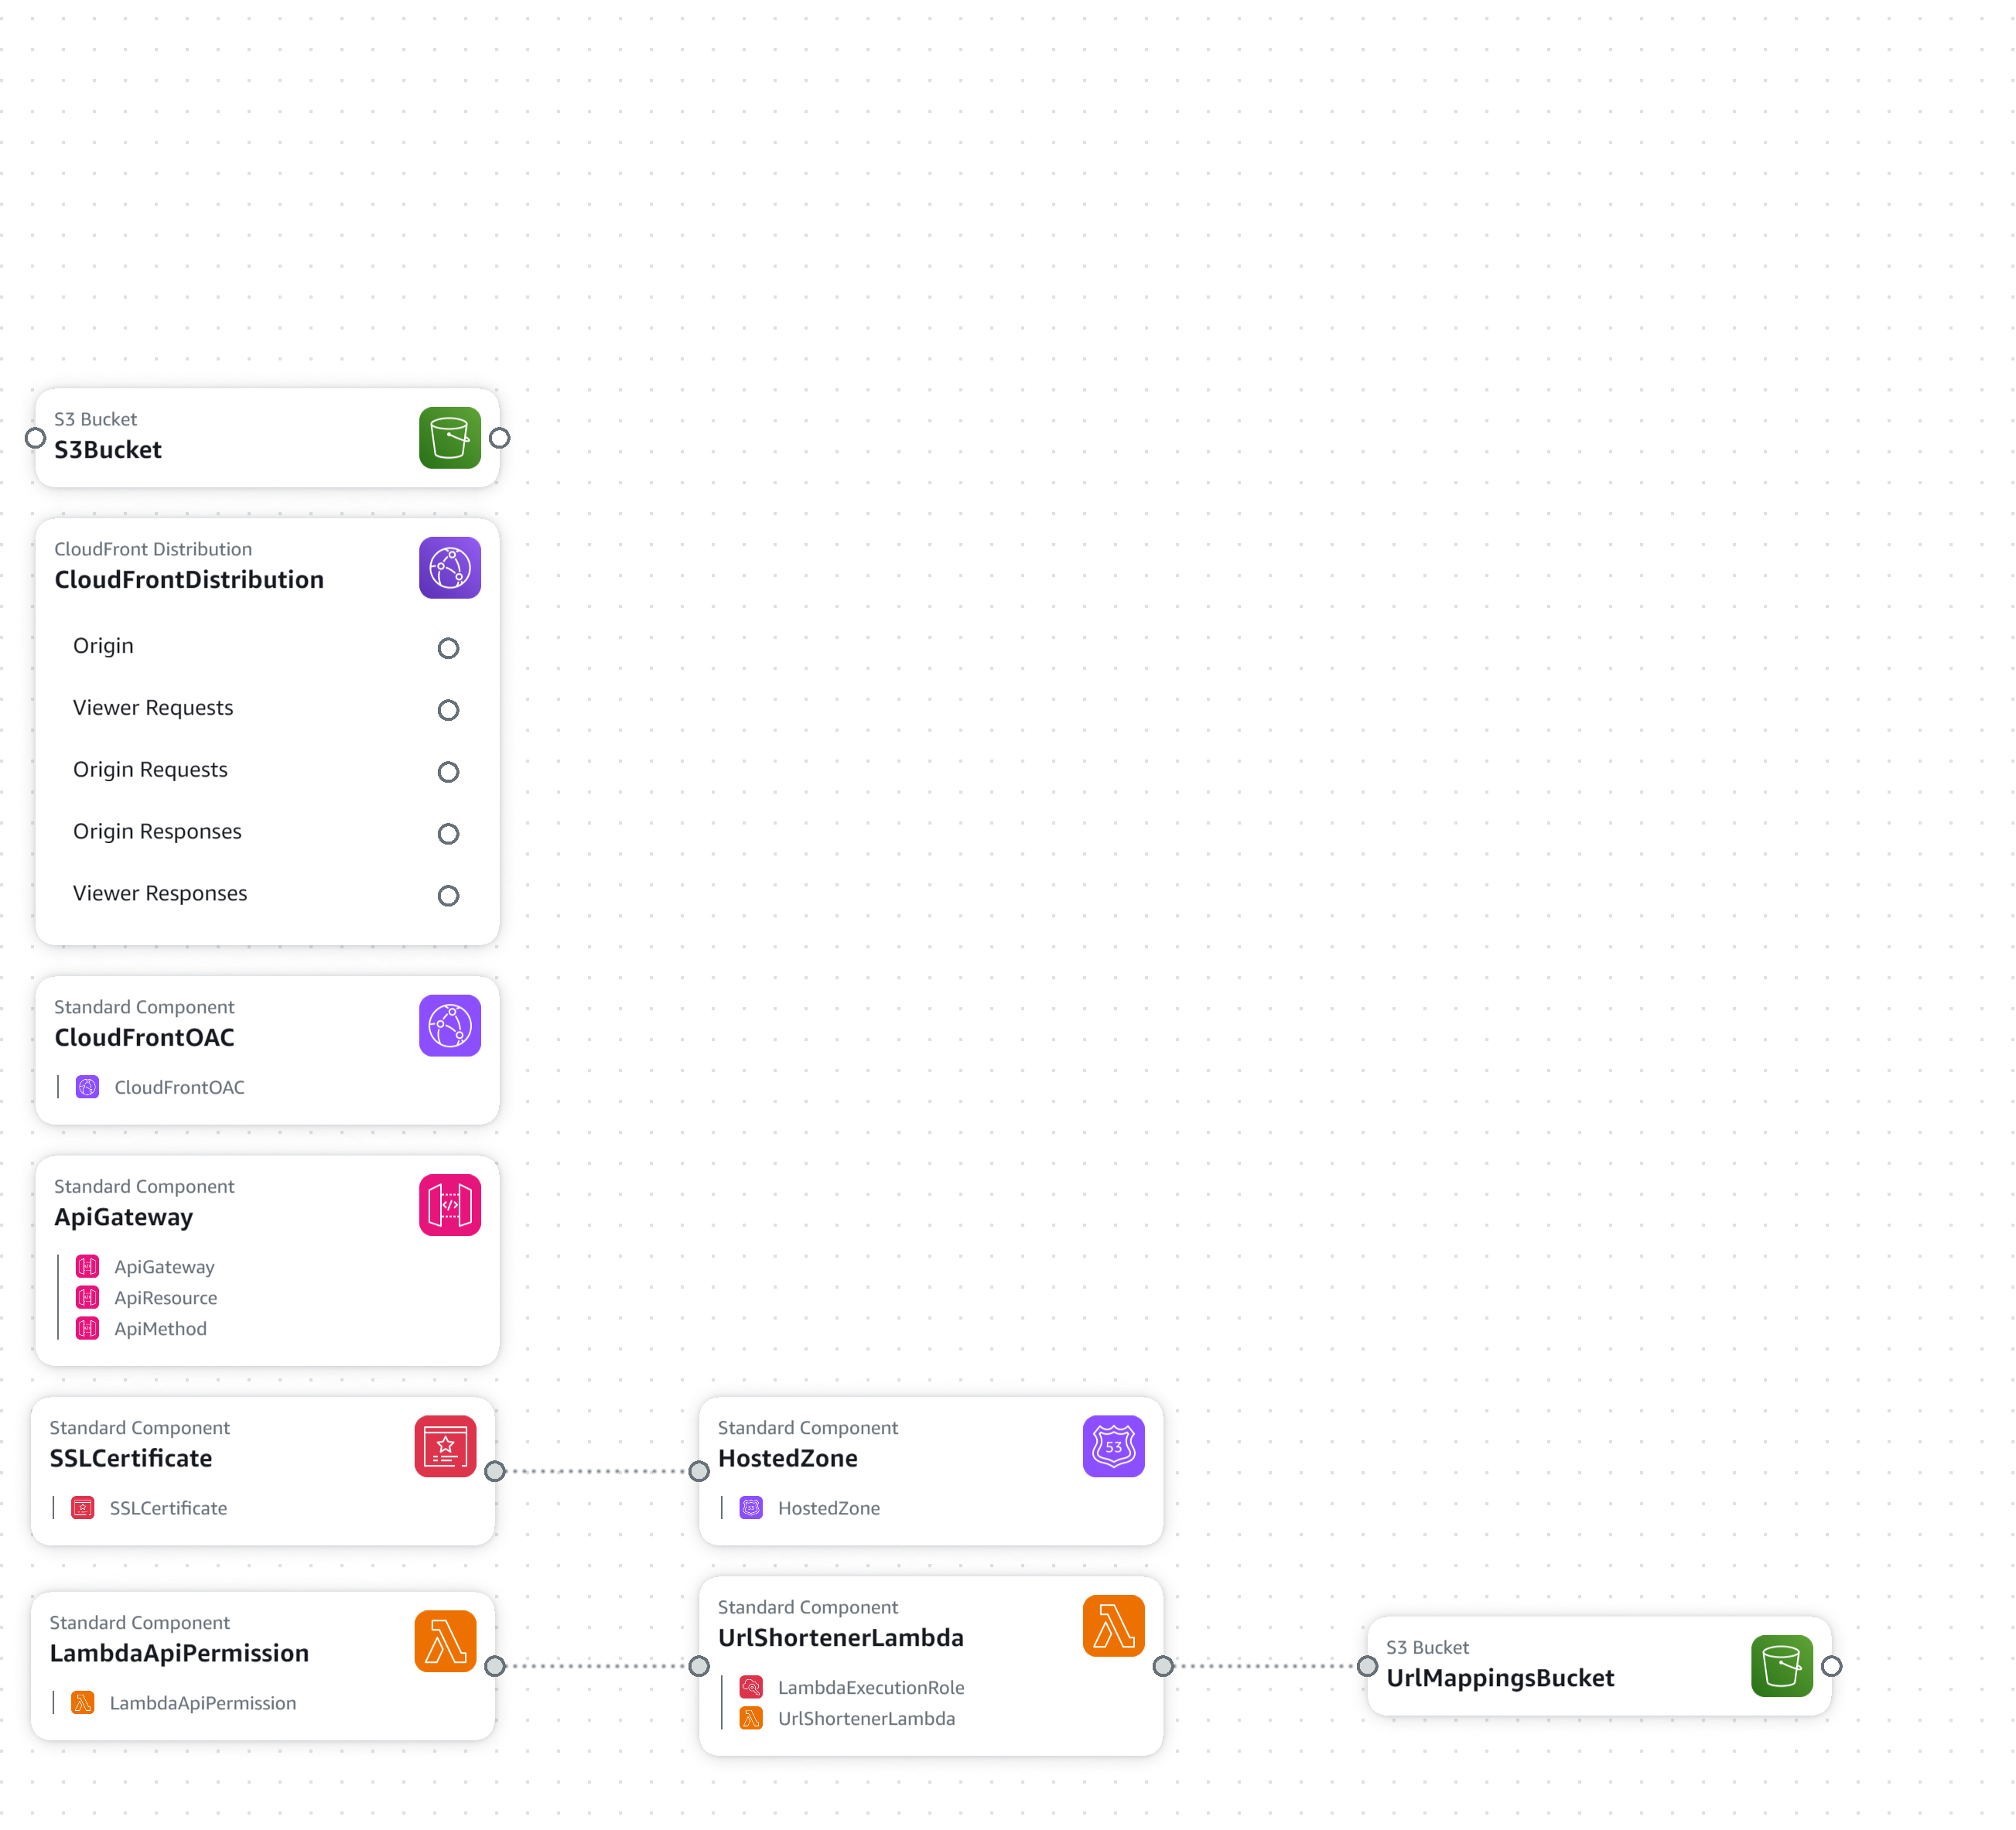 S3 Bucket
S3Bucket
CloudFront Distribution
CloudFrontDistribution
Origin
Viewer Requests
Origin Requests
Origin Responses
Viewer Responses
Standard Component
CloudFrontOAC
CloudFrontOAC
Standard Component
ApiGateway
ApiGateway
ApiResource
ApiMethod
Standard Component
SSLCertificate
SSLCertificate
Standard Component
HostedZone
53
HostedZone
Standard Component
LambdaApiPermission
LambdaApiPermission
Standard Component
UrlShortenerLambda
LambdaExecutionRole
UrlShortenerLambda
S3 Bucket
UrlMappingsBucket